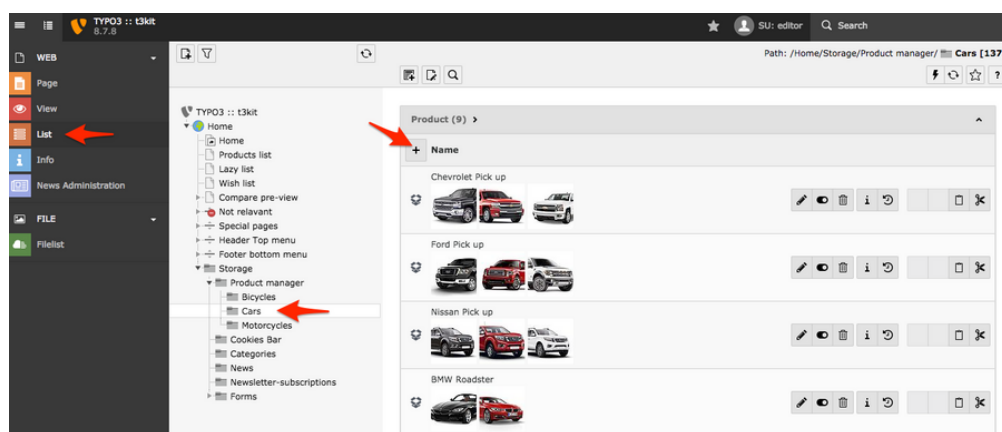 TYPO3 :: t3kit
8.7.8
SU: editor
Search
WEB
Page
View
List
Info
News Administration
FILE
Filelist
TYPO3 :: t3kit
Home
Home
Products list
Lazy list
Wish list
Compare pre-view
Not relavant
Special pages
Header Top menu
Footer bottom menu
Storage
Product manager
Bicycles
Cars
Motorcycles
Cookies Bar
Categories
News
Newsletter-subscriptions
Forms
Path: /Home/Storage/Product manager/ Cars [137
Product (9)
Name
Chevrolet Pick up
Ford Pick up
Nissan Pick up
BMW Roadster